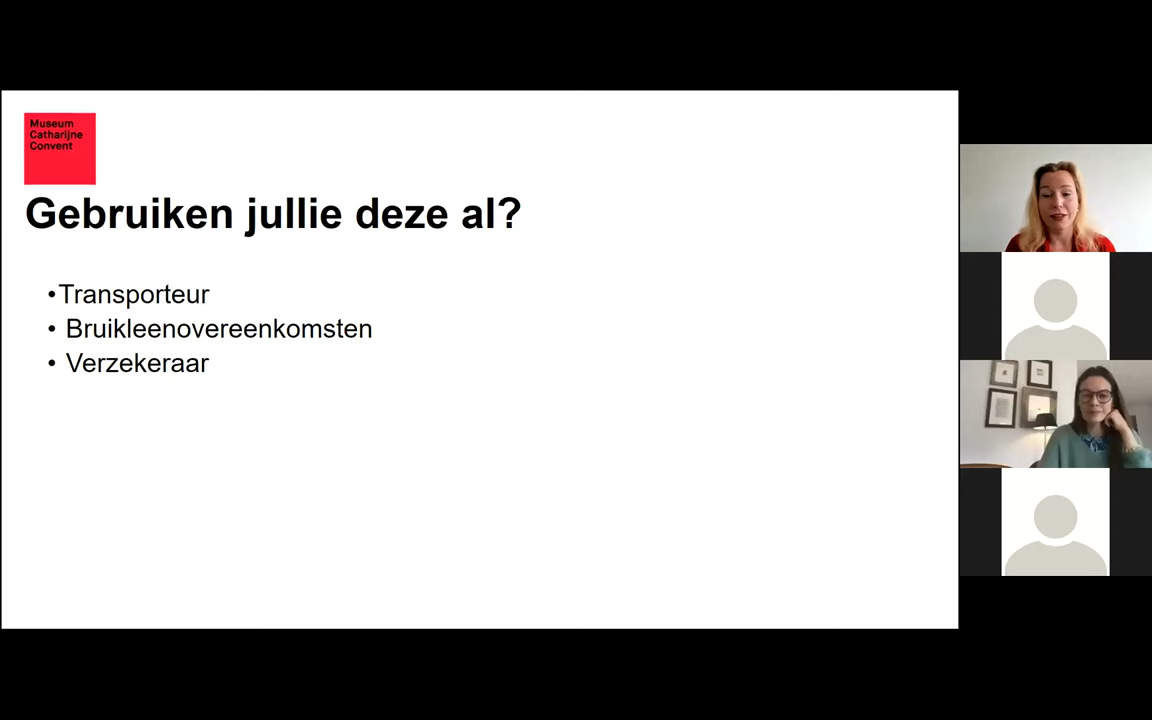 Museum
Catharijne
Convent
Gebruiken jullie deze al?
•Transporteur
• Bruikleenovereenkomsten
• Verzekeraar